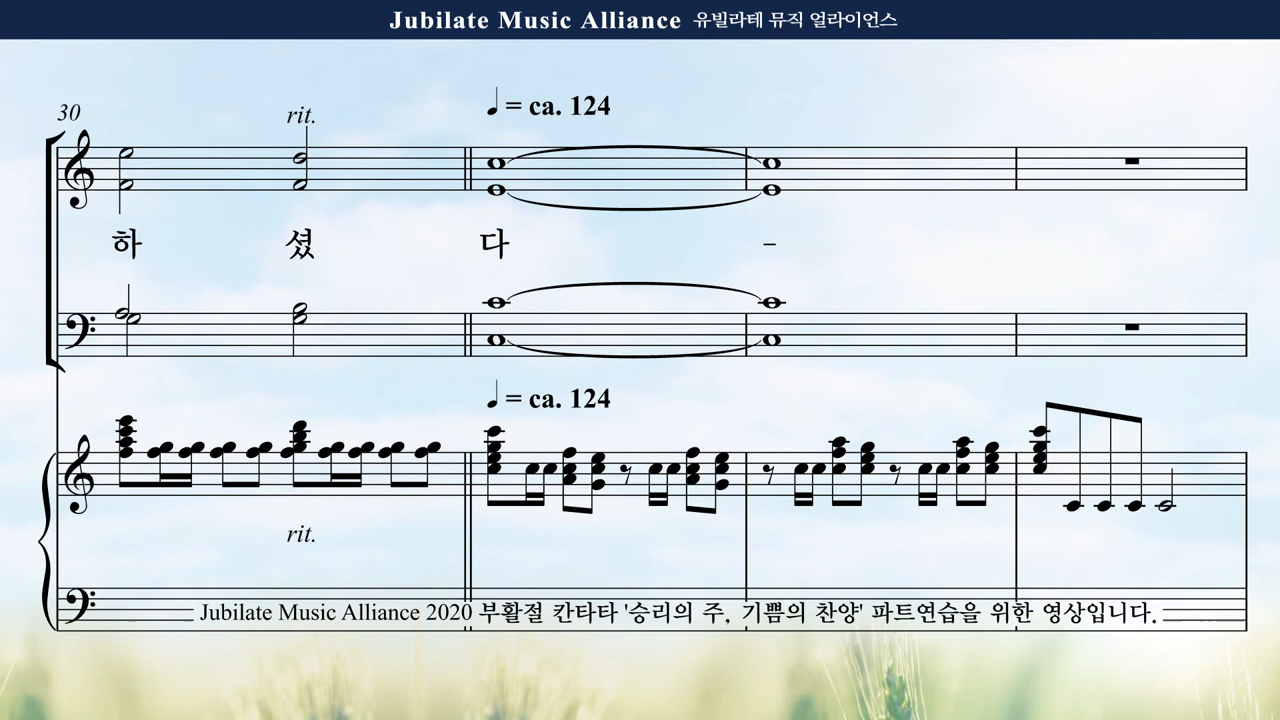 Jubilate Music Alliance 유빌라테 뮤직 얼라이언스
30
rit.
♩ = ca. 124
하 셨 다 -
♩ = ca. 124
rit.
Jubilate Music Alliance 2020 부활절 칸타타 '승리의 주, 기쁨의 찬양' 파트연습을 위한 영상입니다.